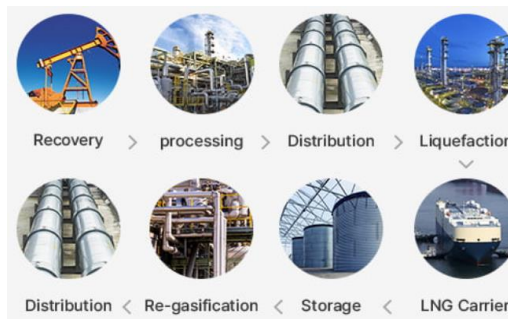 Recovery > processing > Distribution > Liquefaction
Distribution < Re-gasification < Storage < LNG Carrier